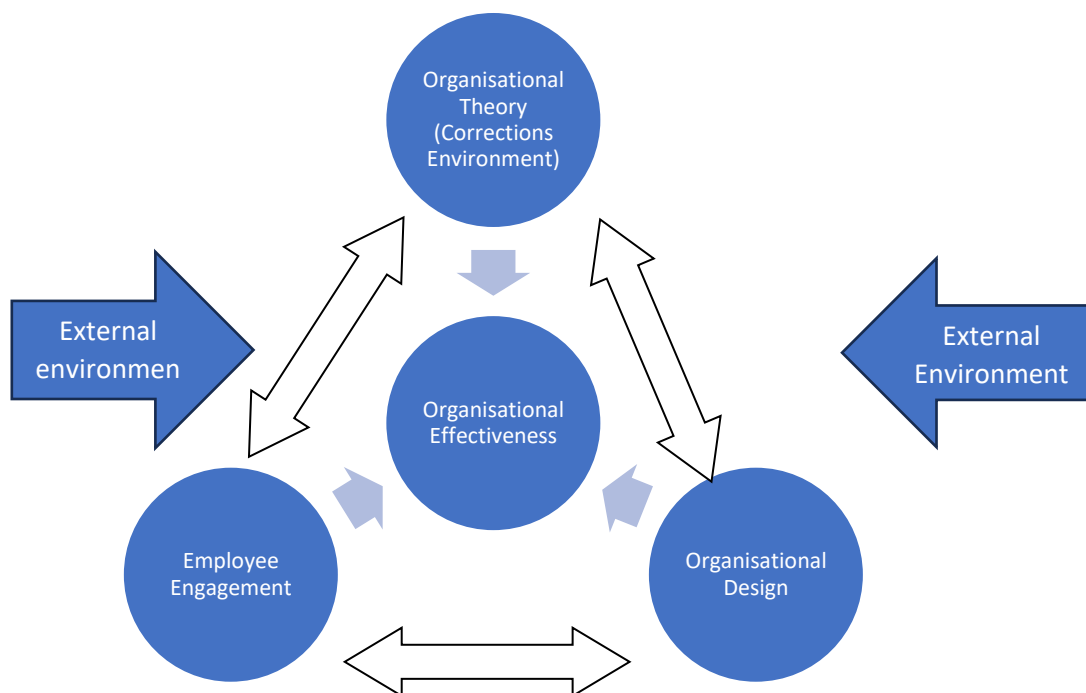 Organisational
Theory
(Corrections
Environment)
External
environmen
External
Environment
Organisational
Effectiveness
Employee
Engagement
Organisational
Design